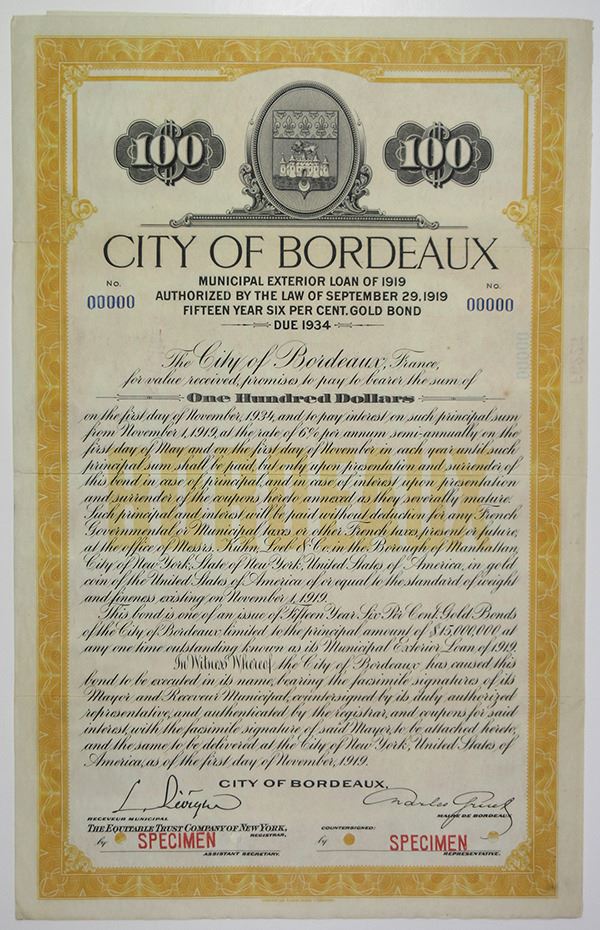 100 100
CITY OF BORDEAUX
MUNICIPAL EXTERIOR LOAN OF 1919
AUTHORIZED BY THE LAW OF SEPTEMBER 29, 1919
FIFTEEN YEAR SIX PER CENT. GOLD BOND
DUE 1934
NO. 00000
NO. 00000
The City of Bordeaux, France,
for value received, promises to pay to bearer the sum of
One Hundred Dollars
on the first day of November, 1934, and to pay interest on such principal sum
from November 1, 1919, at the rate of 6% per annum semi-annually on the
first day of May and on the first day of November in each year until such
principal sum shall be paid, but only upon presentation and surrender of
this bond in case of principal, and in case of interest upon presentation
and surrender of the coupons hereto annexed as they severally mature.
Such principal and interest will be paid without deduction for any French
Governmental or Municipal taxes or other French taxes, present or future,
at the office of Messrs. Kuhn, Loeb & Co. in the Borough of Manhattan,
City of New York, State of New York, United States of America, in gold
coin of the United States of America of or equal to the standard of weight
and fineness existing on November 1, 1919.
This bond is one of an issue of Fifteen Year Six Per Cent. Gold Bonds
of the City of Bordeaux limited to the principal amount of $15,000,000, at
any one time outstanding known as its Municipal Exterior Loan of 1919.
In Witness Whereof, the City of Bordeaux has caused this
bond to be executed in its name, bearing the facsimile signatures of its
Mayor and Receveur Municipal, countersigned by its duly authorized
representative, and authenticated by the registrar, and coupons for said
interest, with the facsimile signature of said Mayor, to be attached hereto,
and the same to be delivered at the City of New York, United States of
America, as of the first day of November, 1919.
CITY OF BORDEAUX,
RECEVEUR MUNICIPAL
MAIRE DE BORDEAUX
THE EQUITABLE TRUST COMPANY OF NEW YORK,
REGISTRAR,
COUNTERSIGNED:
by SPECIMEN
ASSISTANT SECRETARY.
by SPECIMEN
REPRESENTATIVE.